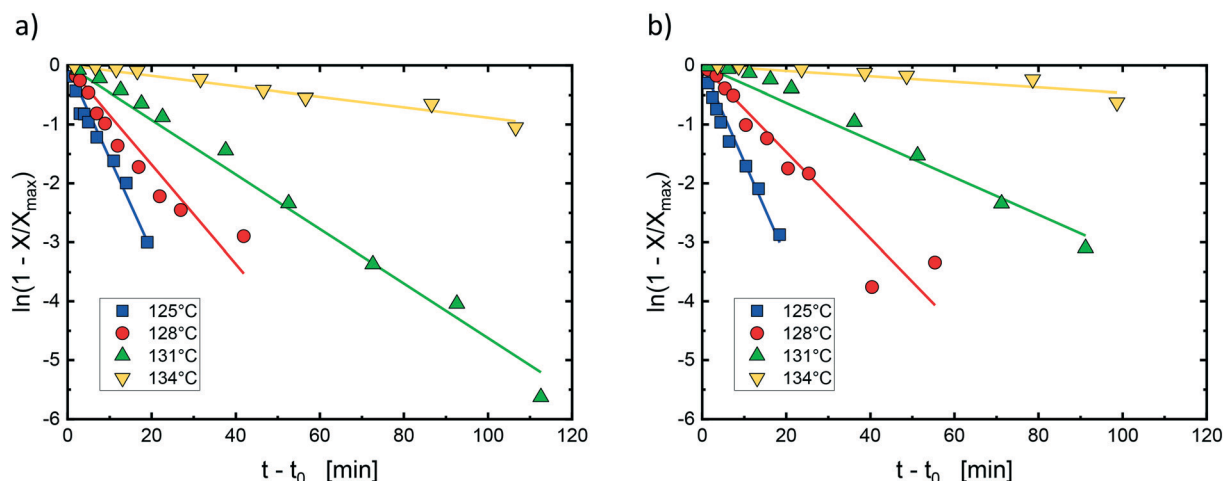 a)
ln(1 - X/Xmax)
0
-1
-2
-3
-4
-5
-6
125°C
128°C
131°C
134°C
0 20 40 60 80 100 120
t - t0 [min]
b)
ln(1 - X/Xmax)
0
-1
-2
-3
-4
-5
-6
125°C
128°C
131°C
134°C
0 20 40 60 80 100 120
t - t0 [min]